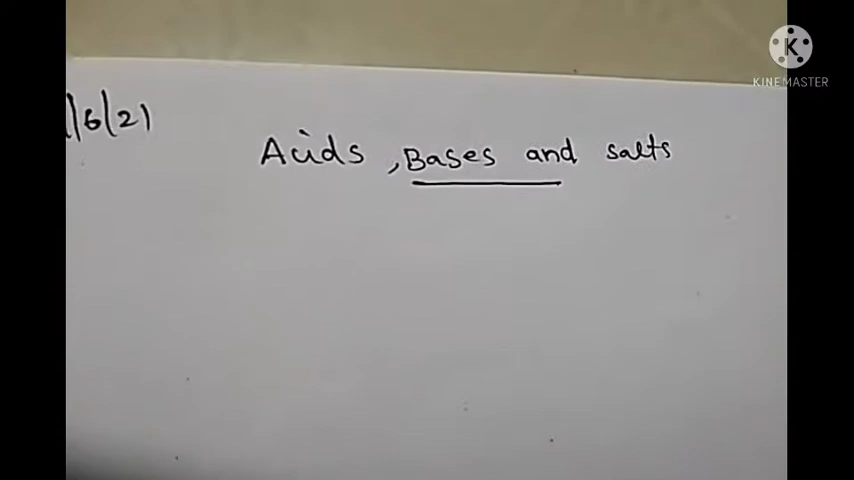 /6/21
Acids, Bases and salts
K
KINEMASTER